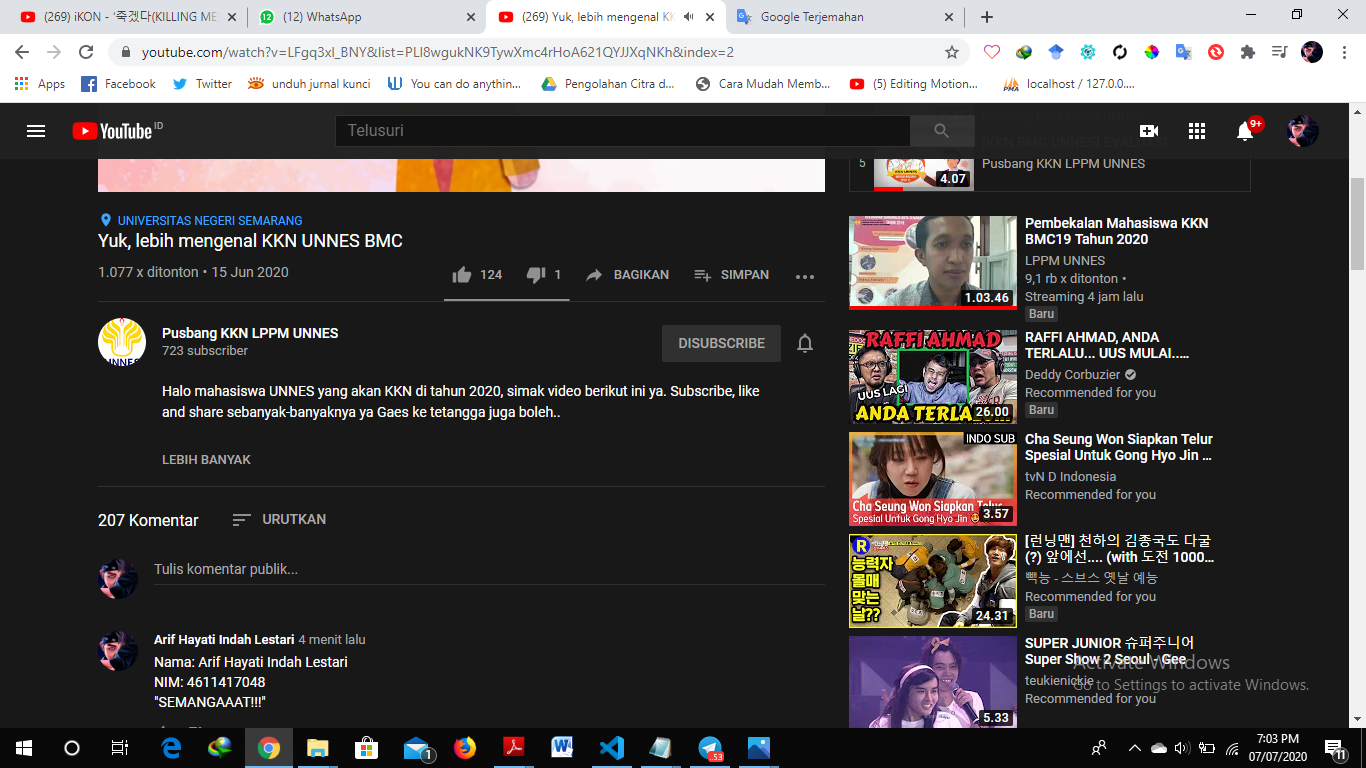 (269) iKON - '죽겠다(KILLING ME
(12) WhatsApp
(269) Yuk, lebih mengenal KK
Google Terjemahan
youtube.com/watch?v=LFgq3xI_BNY&list=PLI8wgukNK9TywXmc4rHoA621QYJJXqNKh&index=2
Apps
Facebook
Twitter
unduh jurnal kunci
You can do anythin...
Pengolahan Citra d...
Cara Mudah Memb...
(5) Editing Motion...
localhost / 127.0.0....
YouTube ID
Telusuri
9+
5
4.07
Pusbang KKN LPPM UNNES
UNIVERSITAS NEGERI SEMARANG
Yuk, lebih mengenal KKN UNNES BMC
1.077 x ditonton • 15 Jun 2020
124
1
BAGIKAN
SIMPAN
Pusbang KKN LPPM UNNES
723 subscriber
DISUBSCRIBE
Halo mahasiswa UNNES yang akan KKN di tahun 2020, simak video berikut ini ya. Subscribe, like
and share sebanyak-banyaknya ya Gaes ke tetangga juga boleh..
LEBIH BANYAK
207 Komentar
URUTKAN
Tulis komentar publik...
Arif Hayati Indah Lestari 4 menit lalu
Nama: Arif Hayati Indah Lestari
NIM: 4611417048
"SEMANGAAAT!!!"
1.03.46
Pembekalan Mahasiswa KKN
BMC19 Tahun 2020
LPPM UNNES
9,1 rb x ditonton •
Streaming 4 jam lalu
Baru
RAFFI AHMAD
UUS LAGI
ANDA TERLA
26.00
RAFFI AHMAD, ANDA
TERLALU... UUS MULAI.....
Deddy Corbuzier
Recommended for you
Baru
INDO SUB
Cha Seung Won Siapkan Telur
Spesial Untuk Gong Hyo Jin
3.57
Cha Seung Won Siapkan Telur
Spesial Untuk Gong Hyo Jin ...
tvN D Indonesia
Recommended for you
R
능력자
몰매
맞는
날??
24.31
[런닝맨] 천하의 김종국도 다굴
(?) 앞에선.... (with 도전 1000...
빽능 - 스브스 옛날 예능
Recommended for you
Baru
5.33
SUPER JUNIOR 슈퍼주니어
Super Show 2 Seoul - Gee
teukienickie
Recommended for you
Activate Windows
Go to Settings to activate Windows.
1
53
7:03 PM
07/07/2020
11